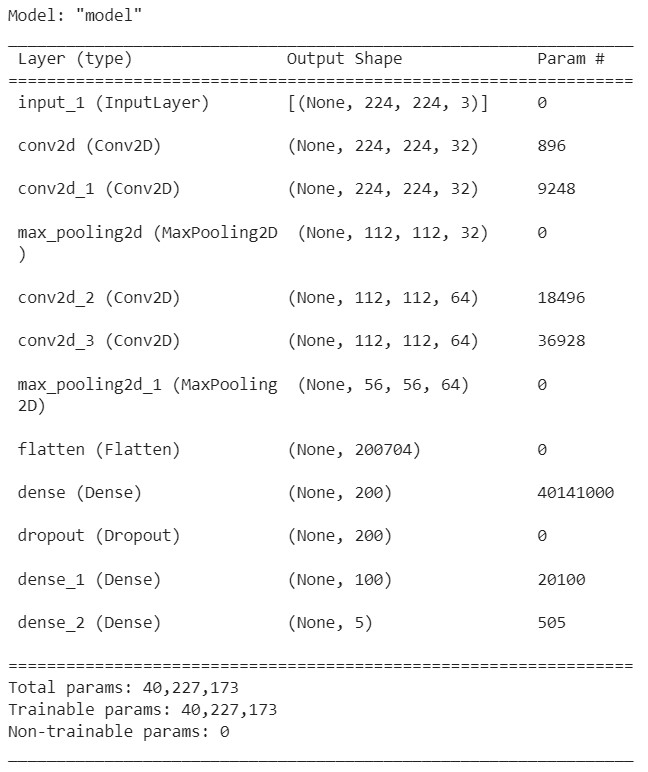 Model: "model"
_________________________________________________________________
Layer (type) Output Shape Param #
=================================================================
input_1 (InputLayer) [(None, 224, 224, 3)] 0
conv2d (Conv2D) (None, 224, 224, 32) 896
conv2d_1 (Conv2D) (None, 224, 224, 32) 9248
max_pooling2d (MaxPooling2D (None, 112, 112, 32) 0
)
conv2d_2 (Conv2D) (None, 112, 112, 64) 18496
conv2d_3 (Conv2D) (None, 112, 112, 64) 36928
max_pooling2d_1 (MaxPooling (None, 56, 56, 64) 0
2D)
flatten (Flatten) (None, 200704) 0
dense (Dense) (None, 200) 40141000
dropout (Dropout) (None, 200) 0
dense_1 (Dense) (None, 100) 20100
dense_2 (Dense) (None, 5) 505
=================================================================
Total params: 40,227,173
Trainable params: 40,227,173
Non-trainable params: 0
_________________________________________________________________